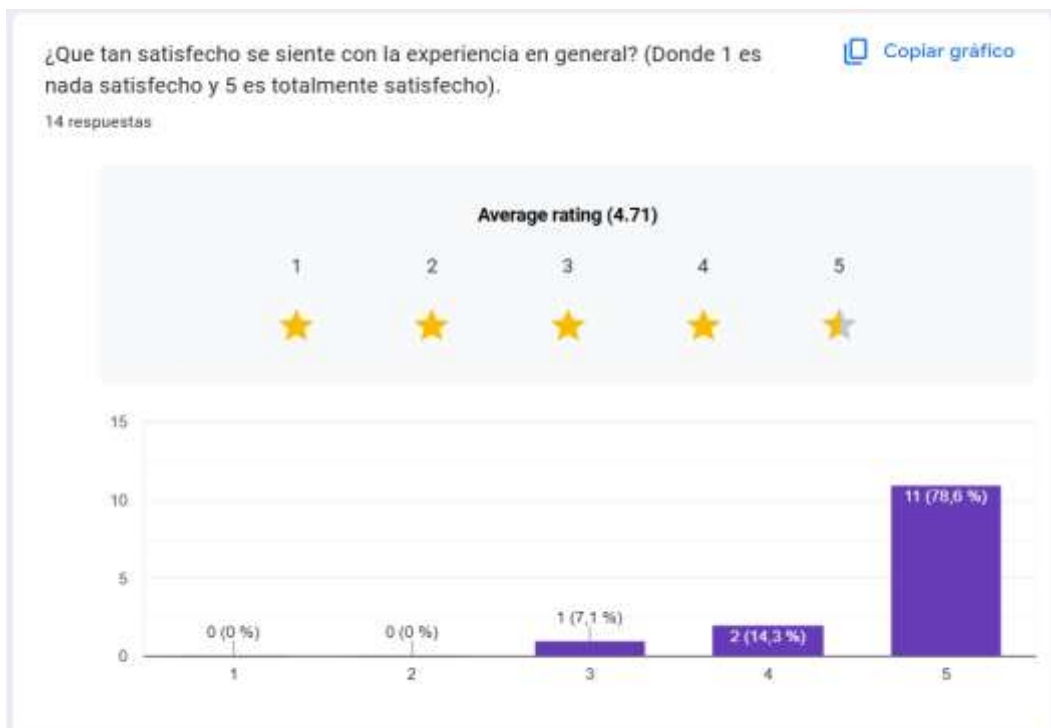 ¿Que tan satisfecho se siente con la experiencia en general? (Donde 1 es
nada satisfecho y 5 es totalmente satisfecho).
Copiar gráfico
14 respuestas
Average rating (4.71)
1 2 3 4 5
15
10
5
0
0 (0 %)
0 (0 %)
1 (7,1 %)
2 (14,3 %)
11 (78,6 %)
1 2 3 4 5